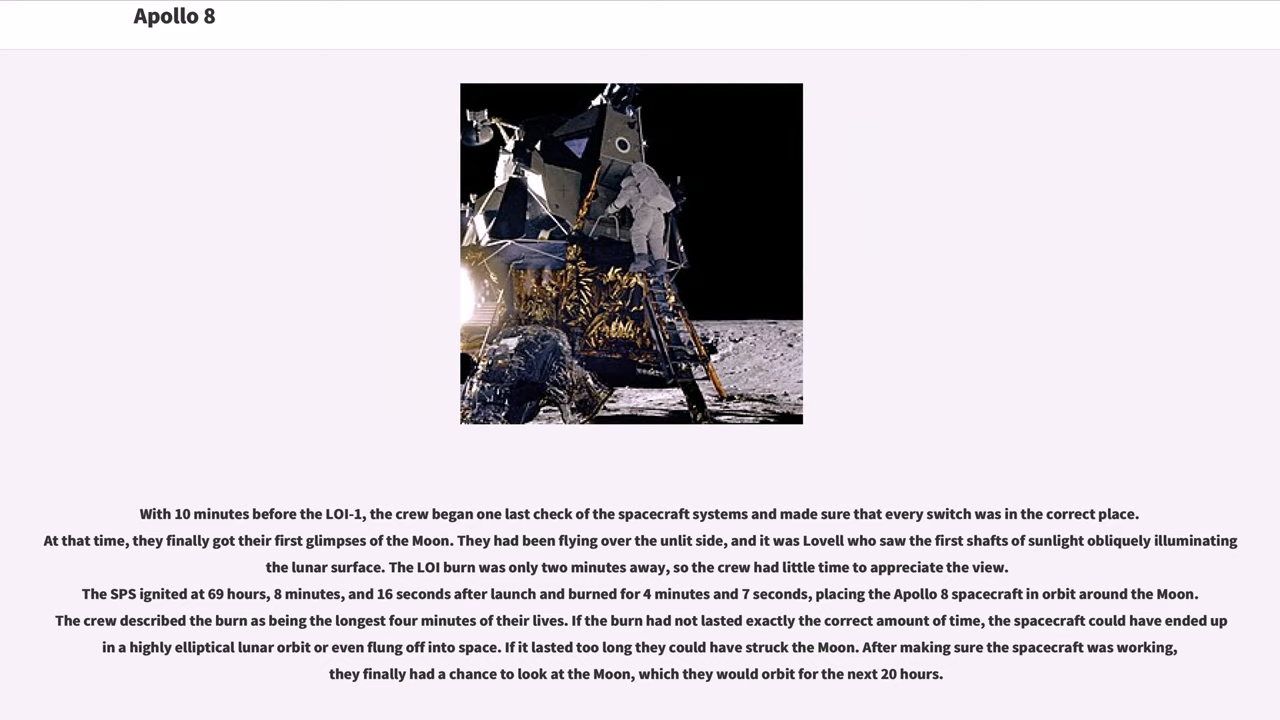 Apollo 8
With 10 minutes before the LOI-1, the crew began one last check of the spacecraft systems and made sure that every switch was in the correct place.
At that time, they finally got their first glimpses of the Moon. They had been flying over the unlit side, and it was Lovell who saw the first shafts of sunlight obliquely illuminating
the lunar surface. The LOI burn was only two minutes away, so the crew had little time to appreciate the view.
The SPS ignited at 69 hours, 8 minutes, and 16 seconds after launch and burned for 4 minutes and 7 seconds, placing the Apollo 8 spacecraft in orbit around the Moon.
The crew described the burn as being the longest four minutes of their lives. If the burn had not lasted exactly the correct amount of time, the spacecraft could have ended up
in a highly elliptical lunar orbit or even flung off into space. If it lasted too long they could have struck the Moon. After making sure the spacecraft was working,
they finally had a chance to look at the Moon, which they would orbit for the next 20 hours.